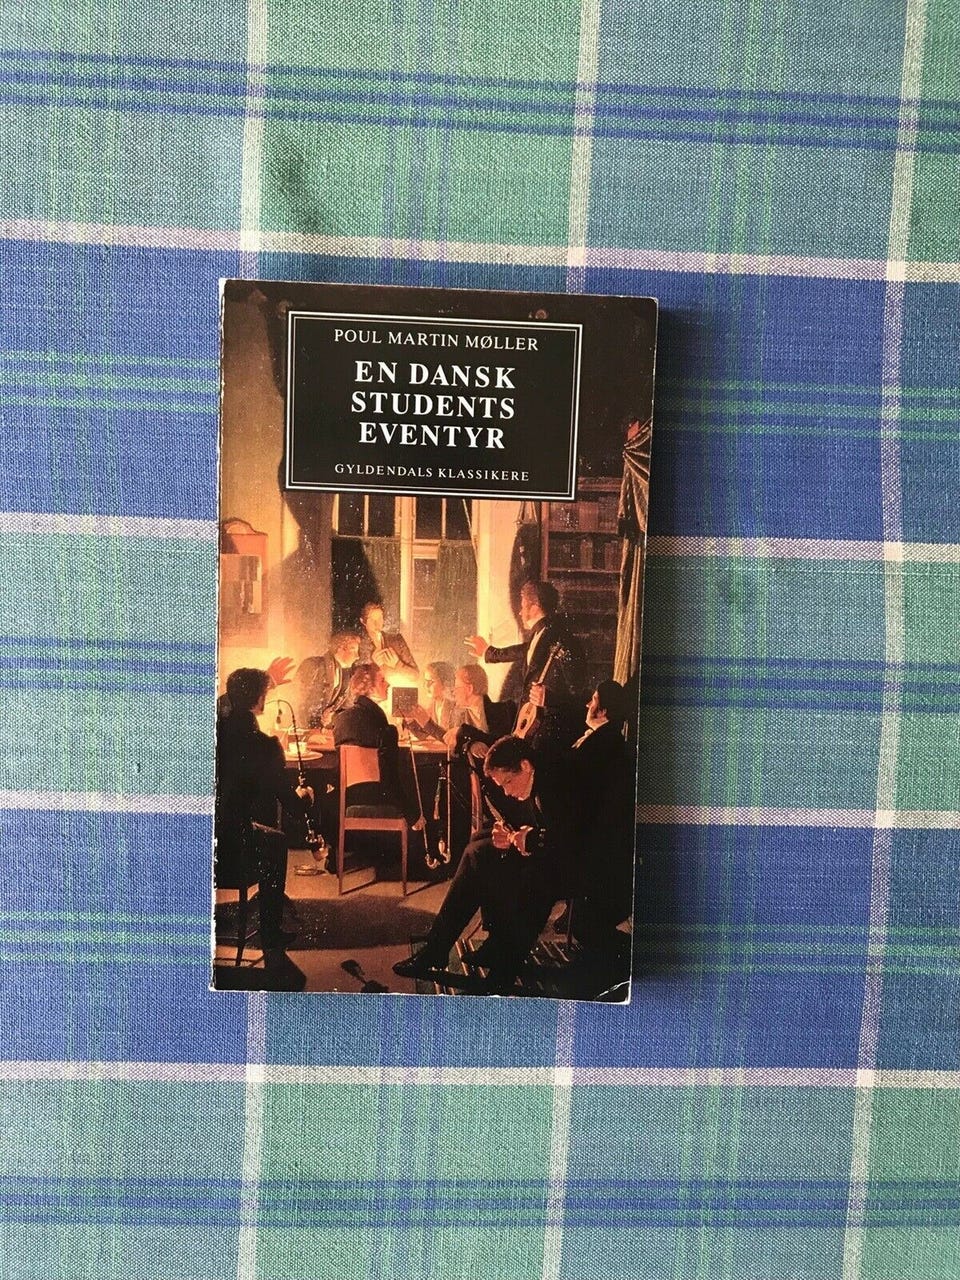 POUL MARTIN MØLLER
EN DANSK
STUDENTS
EVENTYR
GYLDENDALS KLASSIKERE